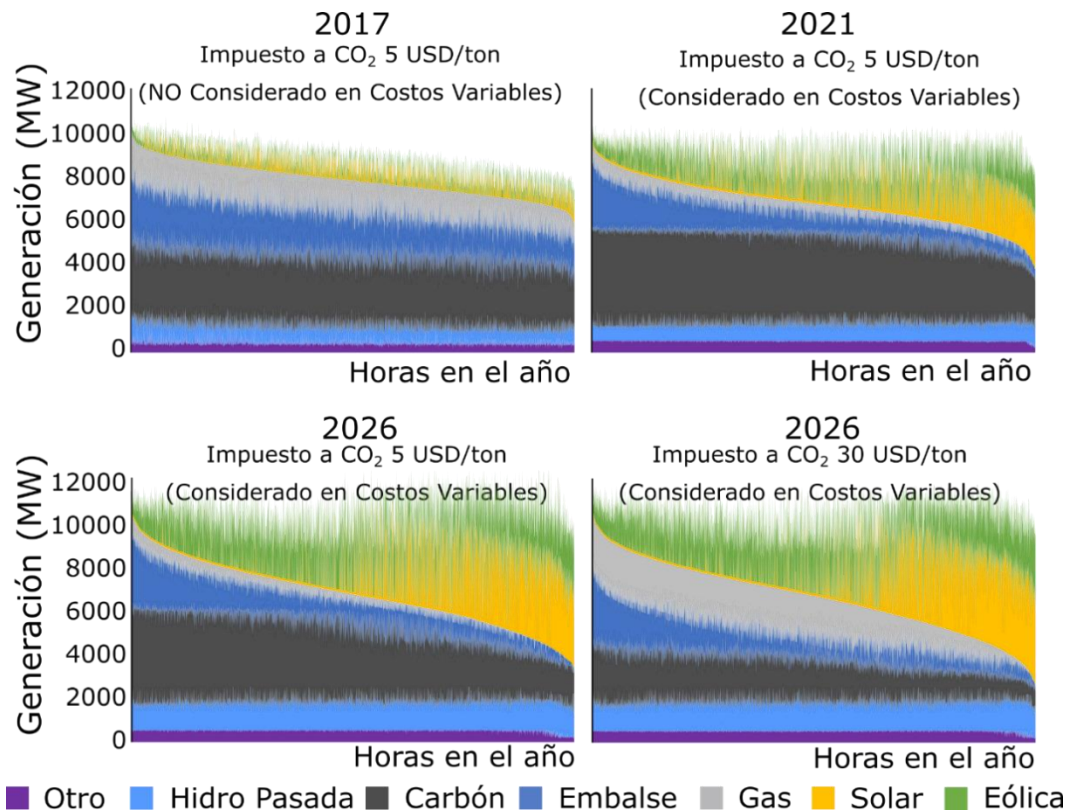 2017
Impuesto a CO₂ 5 USD/ton
(NO Considerado en Costos Variables)
Generación (MW)
12000
10000
8000
6000
4000
2000
0
Horas en el año
2021
Impuesto a CO₂ 5 USD/ton
(Considerado en Costos Variables)
Horas en el año
2026
Impuesto a CO₂ 5 USD/ton
(Considerado en Costos Variables)
Generación (MW)
12000
10000
8000
6000
4000
2000
0
Horas en el año
2026
Impuesto a CO₂ 30 USD/ton
(Considerado en Costos Variables)
Horas en el año
Otro Hidro Pasada Carbón Embalse Gas Solar Eólica